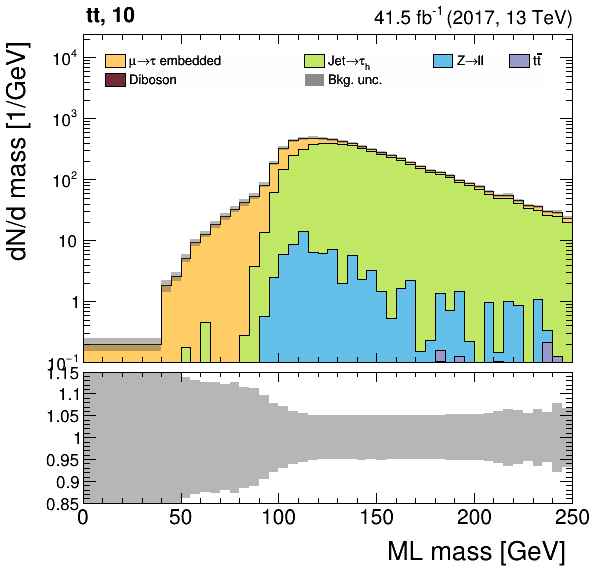 tt, 10 41.5 fb⁻¹ (2017, 13 TeV)
dN/d mass [1/GeV]
10⁴
10³
10²
10
1
10⁻¹
μ→τ embedded Jet→τₕ Z→ll tt̄
Diboson Bkg. unc.
1.15
1.1
1.05
1
0.95
0.9
0.85
0 50 100 150 200 250
ML mass [GeV]